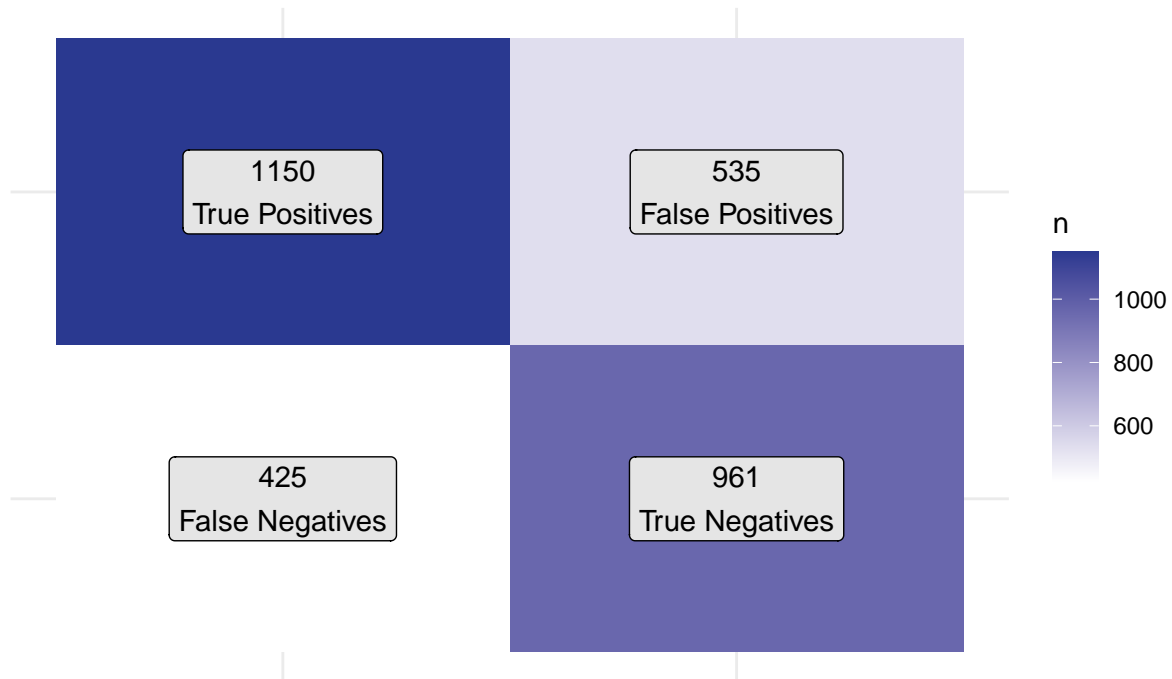 1150
True Positives
535
False Positives
425
False Negatives
961
True Negatives
n
1000
800
600